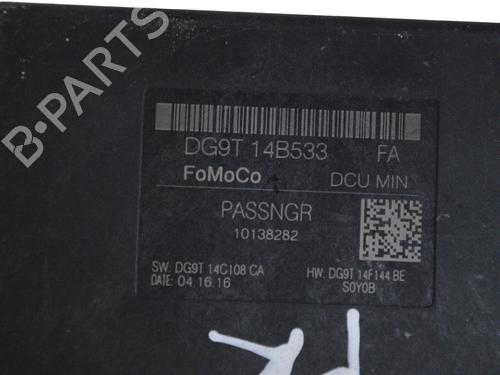 B-PARTS
DG9T 14B533 FA
FoMoCo DCU MIN
PASSNGR
10138282
SW: DG9T 14C108 CA HW: DG9T 14F144 BE
DATE: 04 16.16 S0Y0B